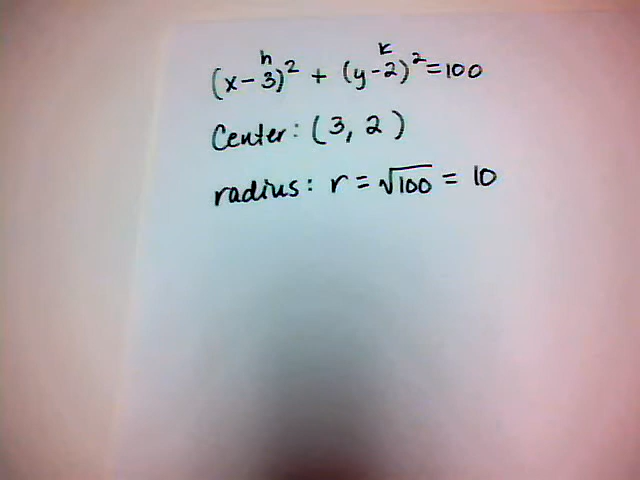 (x-3)² + (y-2)² = 100
h k
Center: (3, 2)
radius: r = √100 = 10